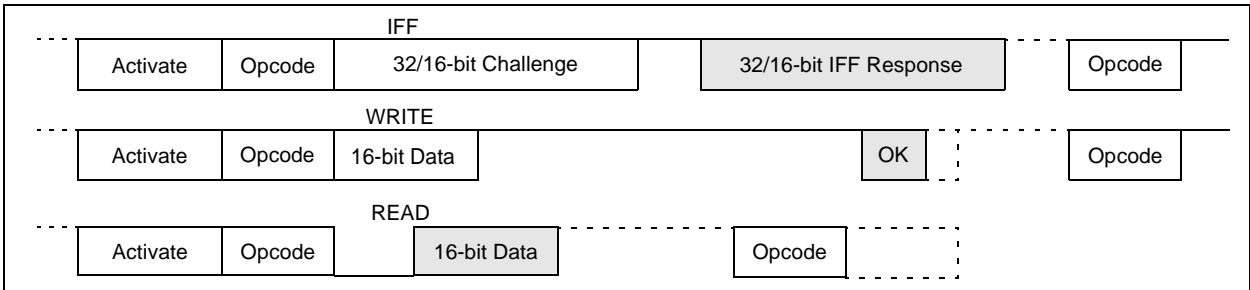 IFF
Activate Opcode 32/16-bit Challenge 32/16-bit IFF Response Opcode
WRITE
Activate Opcode 16-bit Data OK Opcode
READ
Activate Opcode 16-bit Data Opcode